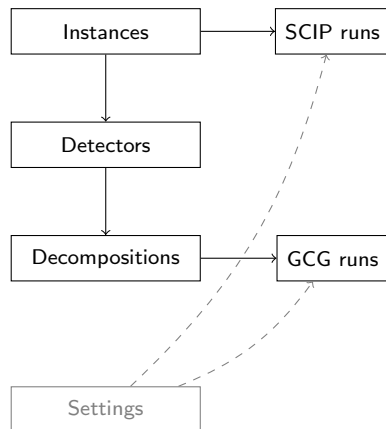 Instances
SCIP runs
Detectors
Decompositions
GCG runs
Settings